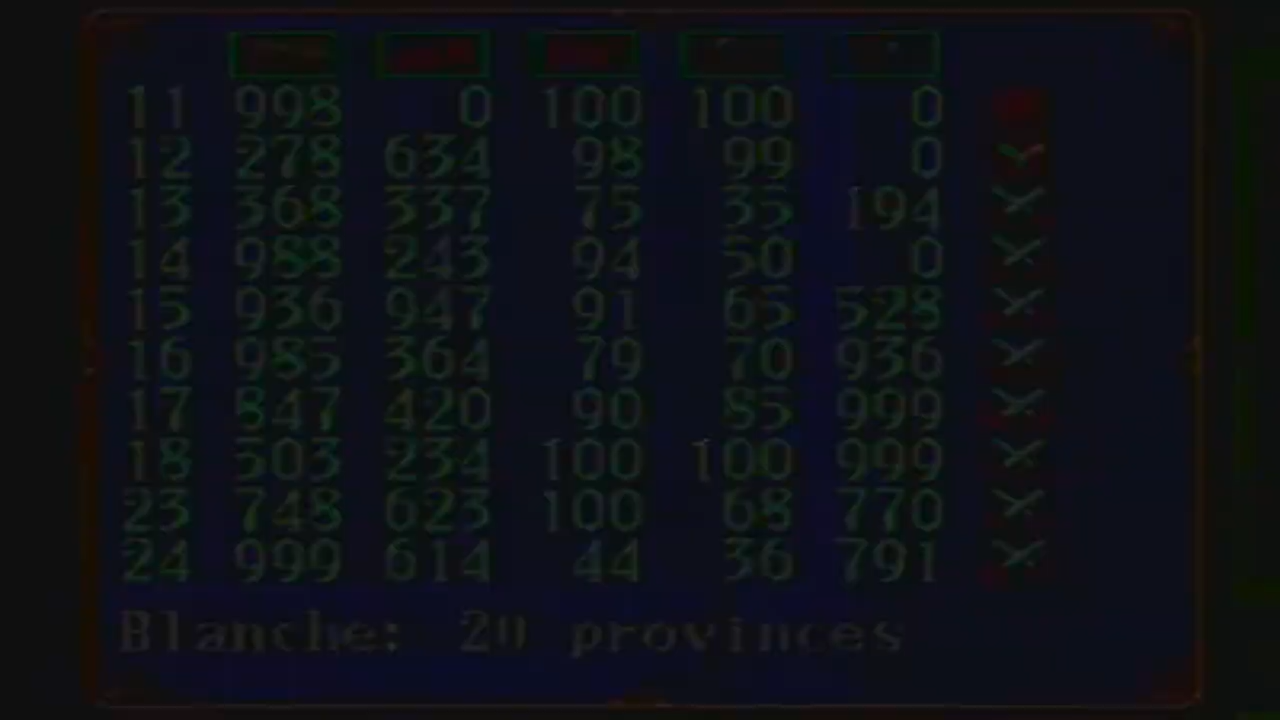 11 998 0 100 100 0
12 278 634 98 99 0
13 368 337 75 35 194
14 988 243 94 50 0
15 936 947 91 65 528
16 985 364 79 70 936
17 847 420 90 85 999
18 503 234 100 100 999
23 748 623 100 68 770
24 999 614 44 36 791
Blanche: 20 provinces